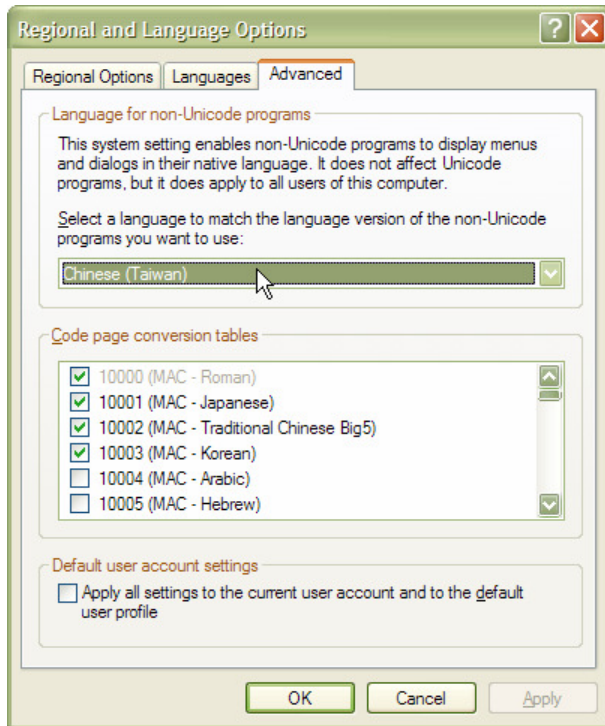 Regional and Language Options
Regional Options
Languages
Advanced
Language for non-Unicode programs
This system setting enables non-Unicode programs to display menus
and dialogs in their native language. It does not affect Unicode
programs, but it does apply to all users of this computer.
Select a language to match the language version of the non-Unicode
programs you want to use:
Chinese (Taiwan)
Code page conversion tables
10000 (MAC - Roman)
10001 (MAC - Japanese)
10002 (MAC - Traditional Chinese Big5)
10003 (MAC - Korean)
10004 (MAC - Arabic)
10005 (MAC - Hebrew)
Default user account settings
Apply all settings to the current user account and to the default
user profile
OK
Cancel
Apply